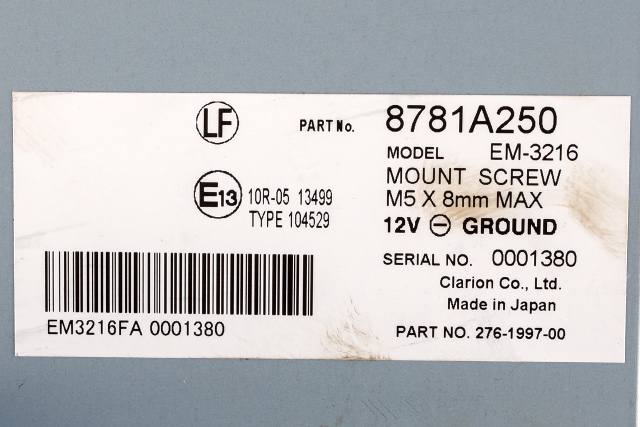 LF
PART No. 8781A250
MODEL EM-3216
MOUNT SCREW
M5 X 8mm MAX
12V ⊖ GROUND
E13 10R-05 13499
TYPE 104529
SERIAL NO. 0001380
Clarion Co., Ltd.
Made in Japan
EM3216FA 0001380
PART NO. 276-1997-00